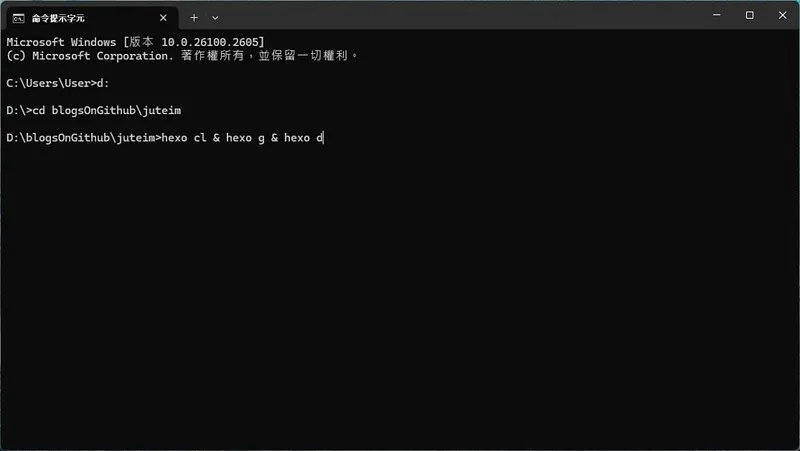 命令提示字元
Microsoft Windows [版本 10.0.26100.2605]
(c) Microsoft Corporation. 著作權所有，並保留一切權利。
C:\Users\User>d:
D:\>cd blogsOnGithub\juteim
D:\blogsOnGithub\juteim>hexo cl & hexo g & hexo d